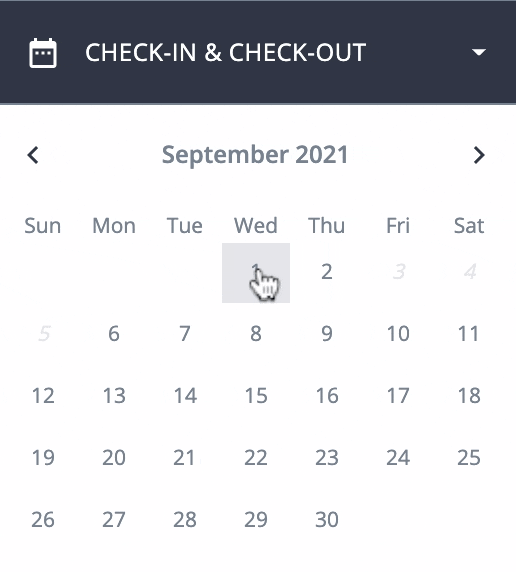 CHECK-IN & CHECK-OUT
September 2021
Sun Mon Tue Wed Thu Fri Sat
2 3 4
5 6 7 8 9 10 11
12 13 14 15 16 17 18
19 20 21 22 23 24 25
26 27 28 29 30